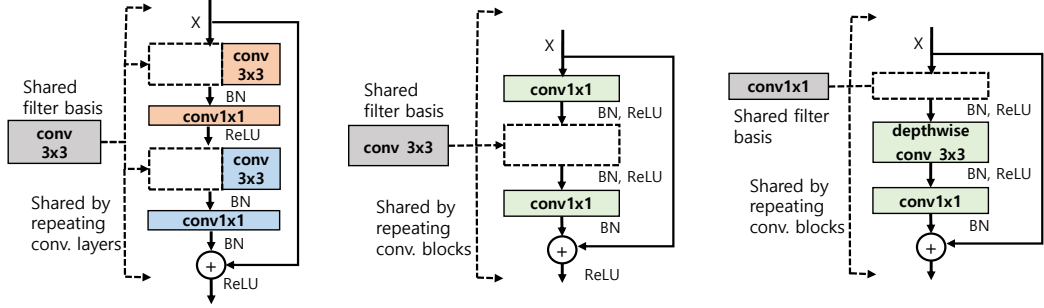 X
conv
3x3
Shared
filter basis
BN
conv1x1
ReLU
conv
3x3
conv
3x3
BN
Shared by
repeating
conv. layers
conv1x1
BN
+
ReLU
X
conv1x1
Shared
filter basis
BN, ReLU
conv 3x3
BN, ReLU
Shared by
repeating
conv. blocks
conv1x1
BN
+
ReLU
X
conv1x1
BN, ReLU
Shared filter
basis
depthwise
conv 3x3
BN, ReLU
Shared by
repeating
conv. blocks
conv1x1
BN
+